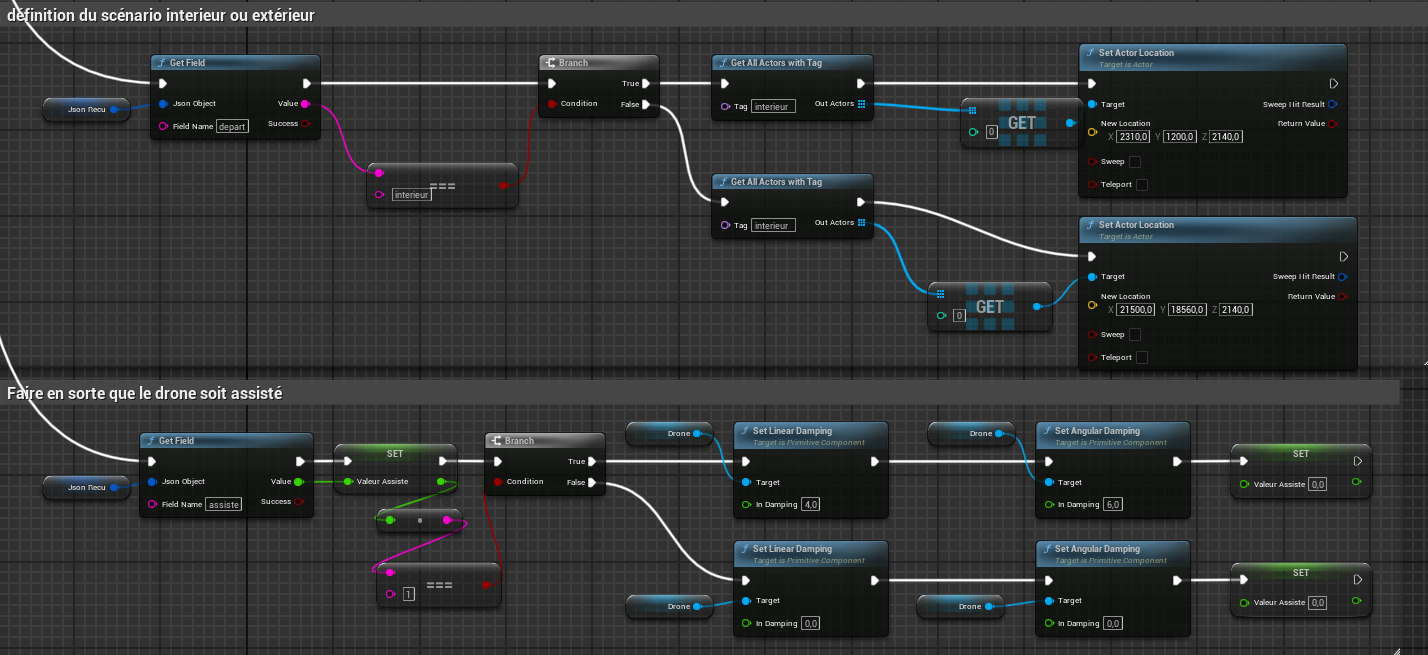 définition du scénario interieur ou extérieur
Get Field
Json Recu
Json Object
Value
Field Name depart
Success
===
interieur
Branch
True
Condition
False
Get All Actors with Tag
Tag interieur
Out Actors
0 GET
Set Actor Location
Target is Actor
Target
Sweep Hit Result
New Location
Return Value
X 2310,0 Y 1200,0 Z 2140,0
Sweep
Teleport
Get All Actors with Tag
Tag interieur
Out Actors
0 GET
Set Actor Location
Target is Actor
Target
Sweep Hit Result
New Location
Return Value
X 21500,0 Y 18560,0 Z 2140,0
Sweep
Teleport
Faire en sorte que le drone soit assisté
Get Field
Json Recu
Json Object
Value
Field Name assiste
Success
SET
Valeur Assiste
===
1
Branch
True
Condition
False
Drone
Set Linear Damping
Target is Primitive Component
Target
In Damping 4,0
Drone
Set Angular Damping
Target is Primitive Component
Target
In Damping 6,0
SET
Valeur Assiste 0,0
Drone
Set Linear Damping
Target is Primitive Component
Target
In Damping 0,0
Drone
Set Angular Damping
Target is Primitive Component
Target
In Damping 0,0
SET
Valeur Assiste 0,0